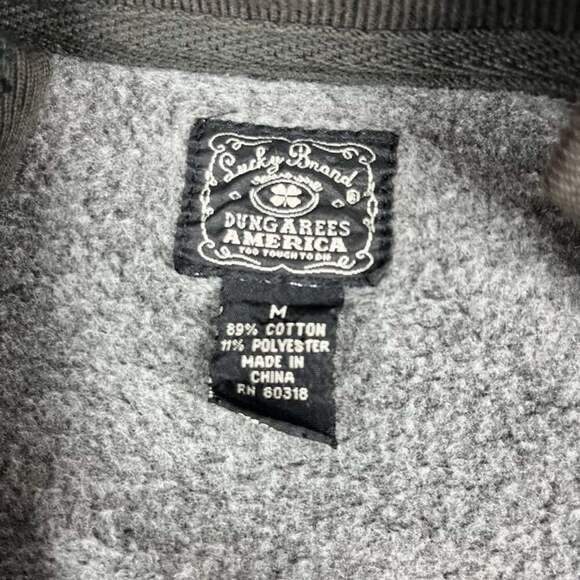 Lucky Brand
DUNGAREES
AMERICA
TOO TOUGH TO DIE
M
89% COTTON
11% POLYESTER
MADE IN
CHINA
RN 80318